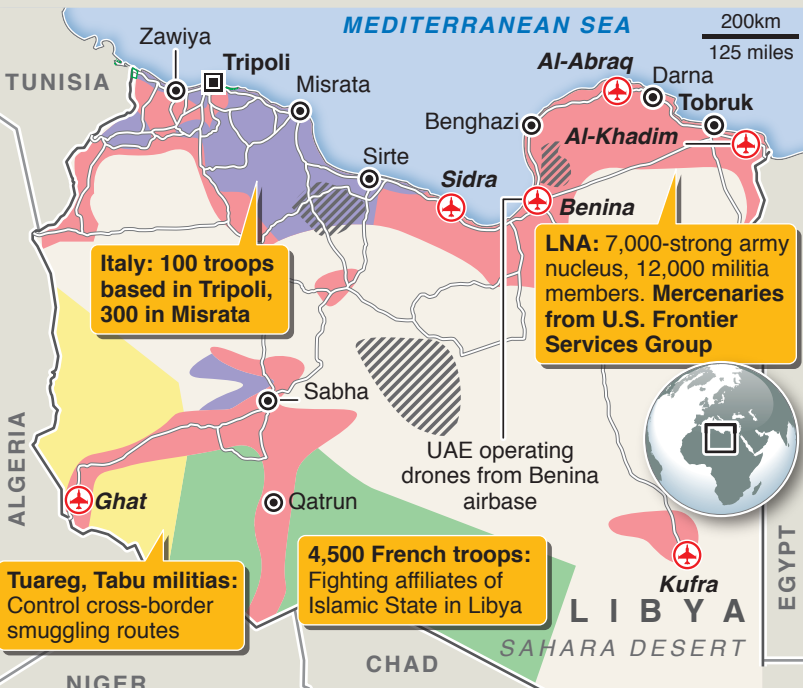 MEDITERRANEAN SEA
200km
125 miles
Zawiya
Tripoli
TUNISIA
Misrata
Al-Abraq
Darna
Tobruk
Benghazi
Al-Khadim
Sirte
Sidra
Benina
Italy: 100 troops
based in Tripoli,
300 in Misrata
LNA: 7,000-strong army
nucleus, 12,000 militia
members. Mercenaries
from U.S. Frontier
Services Group
Sabha
ALGERIA
UAE operating
drones from Benina
airbase
Ghat
Qatrun
EGYPT
Tuareg, Tabu militias:
Control cross-border
smuggling routes
4,500 French troops:
Fighting affiliates of
Islamic State in Libya
Kufra
LIBYA
SAHARA DESERT
CHAD
NIGER